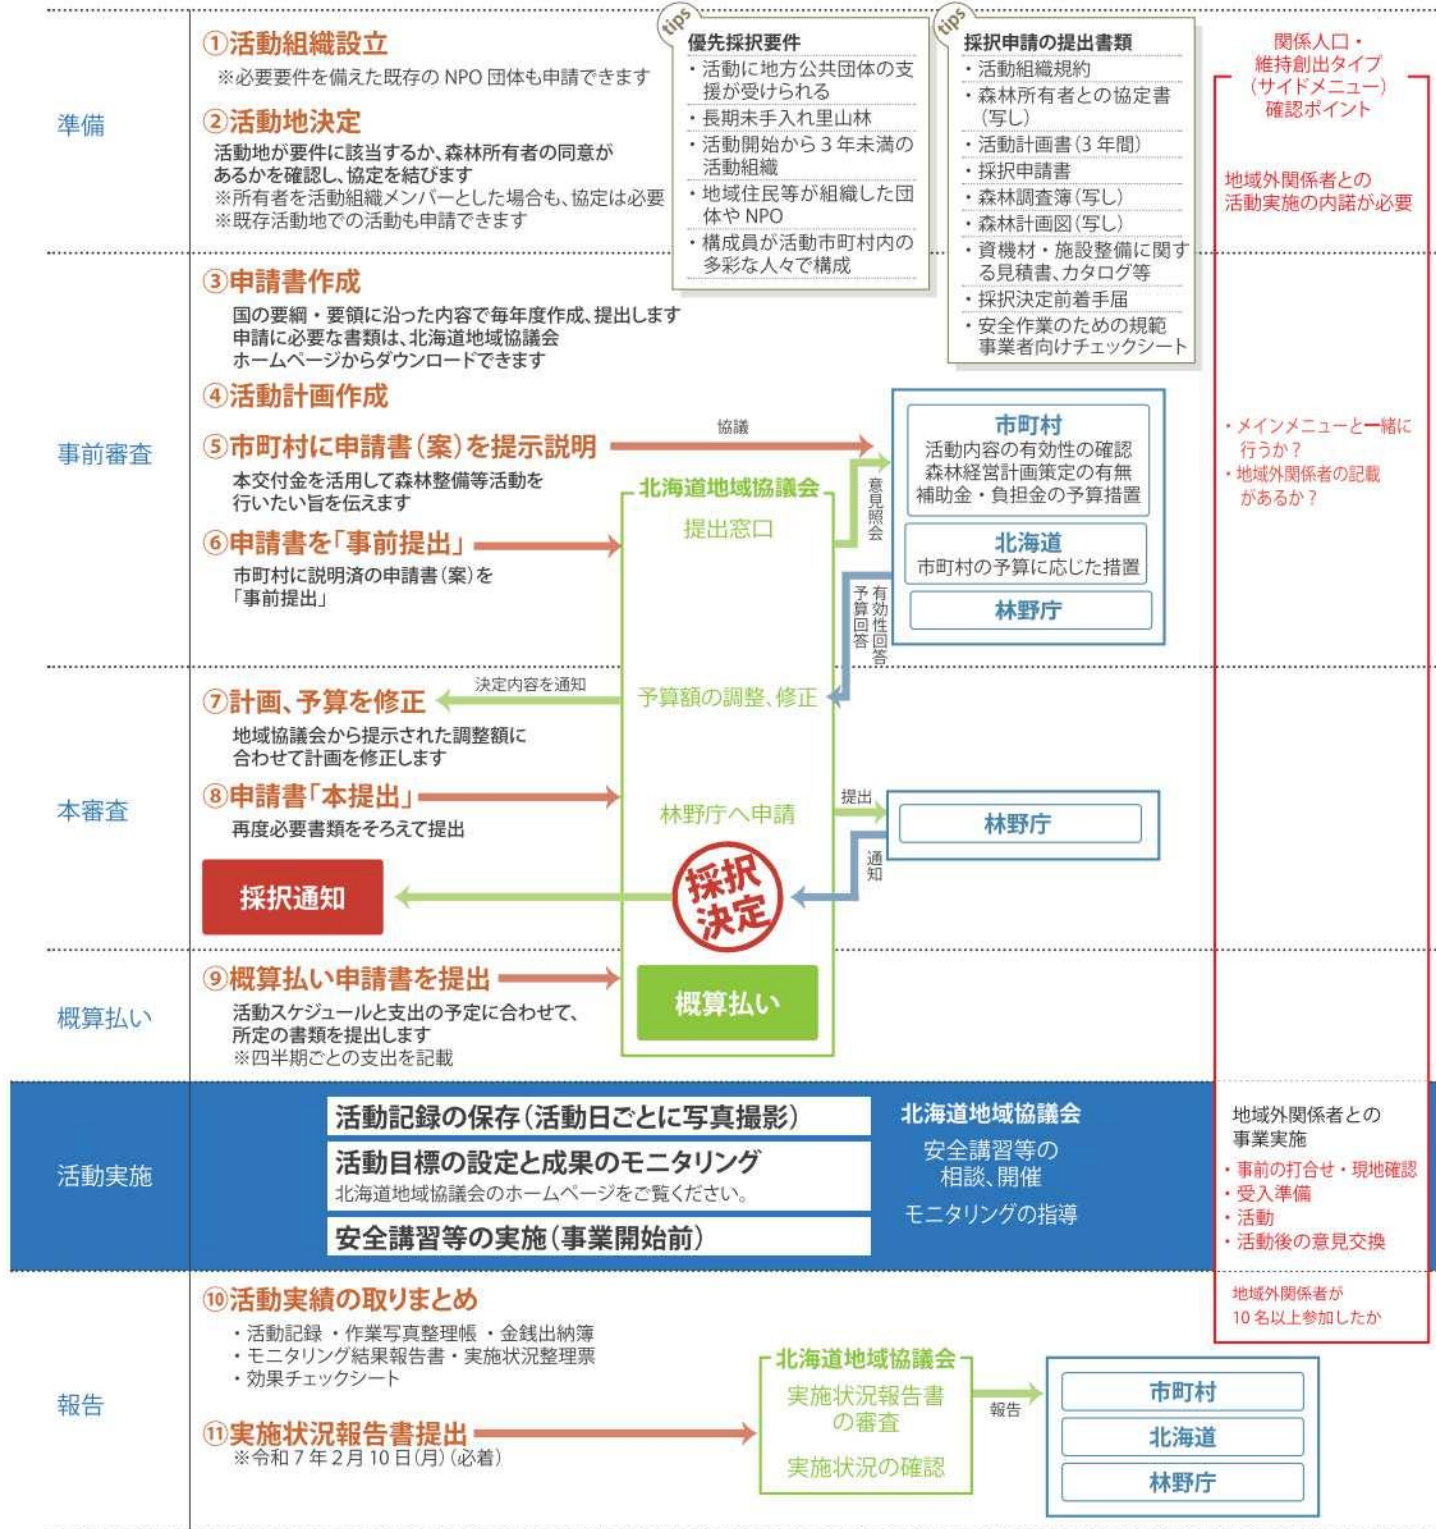 準備
①活動組織設立
※必要要件を備えた既存の NPO 団体も申請できます
②活動地決定
活動地が要件に該当するか、森林所有者の同意が
あるかを確認し、協定を結びます
※所有者を活動組織メンバーとした場合も、協定は必要
※既存活動地での活動も申請できます
tips
優先採択要件
・活動に地方公共団体の支
援が受けられる
・長期未手入れ里山林
・活動開始から3年未満の
活動組織
・地域住民等が組織した団
体や NPO
・構成員が活動市町村内の
多彩な人々で構成
tips
採択申請の提出書類
・活動組織規約
・森林所有者との協定書
（写し）
・活動計画書（3年間）
・採択申請書
・森林調査簿（写し）
・森林計画図（写し）
・資機材・施設整備に関す
る見積書、カタログ等
・採択決定前着手届
・安全作業のための規範
事業者向けチェックシート
関係人口・
維持創出タイプ
（サイドメニュー）
確認ポイント
地域外関係者との
活動実施の内諾が必要
事前審査
③申請書作成
国の要綱・要領に沿った内容で毎年度作成、提出します
申請に必要な書類は、北海道地域協議会
ホームページからダウンロードできます
④活動計画作成
⑤市町村に申請書（案）を提示説明
本交付金を活用して森林整備等活動を
行いたい旨を伝えます
⑥申請書を「事前提出」
市町村に説明済の申請書（案）を
「事前提出」
協議
北海道地域協議会
提出窓口
意見照会
市町村
活動内容の有効性の確認
森林経営計画策定の有無
補助金・負担金の予算措置
北海道
市町村の予算に応じた措置
林野庁
有効性回答
予算回答
・メインメニューと一緒に
行うか？
・地域外関係者の記載
があるか？
本審査
⑦計画、予算を修正
決定内容を通知
予算額の調整、修正
地域協議会から提示された調整額に
合わせて計画を修正します
⑧申請書「本提出」
再度必要書類をそろえて提出
林野庁へ申請
提出
林野庁
通知
採択
決定
採択通知
概算払い
⑨概算払い申請書を提出
活動スケジュールと支出の予定に合わせて、
所定の書類を提出します
※四半期ごとの支出を記載
概算払い
活動実施
活動記録の保存（活動日ごとに写真撮影）
活動目標の設定と成果のモニタリング
北海道地域協議会のホームページをご覧ください。
安全講習等の実施（事業開始前）
北海道地域協議会
安全講習等の
相談、開催
モニタリングの指導
地域外関係者との
事業実施
・事前の打合せ・現地確認
・受入準備
・活動
・活動後の意見交換
報告
⑩活動実績の取りまとめ
・活動記録 ・作業写真整理帳 ・金銭出納簿
・モニタリング結果報告書・実施状況整理票
・効果チェックシート
⑪実施状況報告書提出
※令和7年2月10日（月）（必着）
北海道地域協議会
実施状況報告書
の審査
実施状況の確認
報告
市町村
北海道
林野庁
地域外関係者が
10名以上参加したか